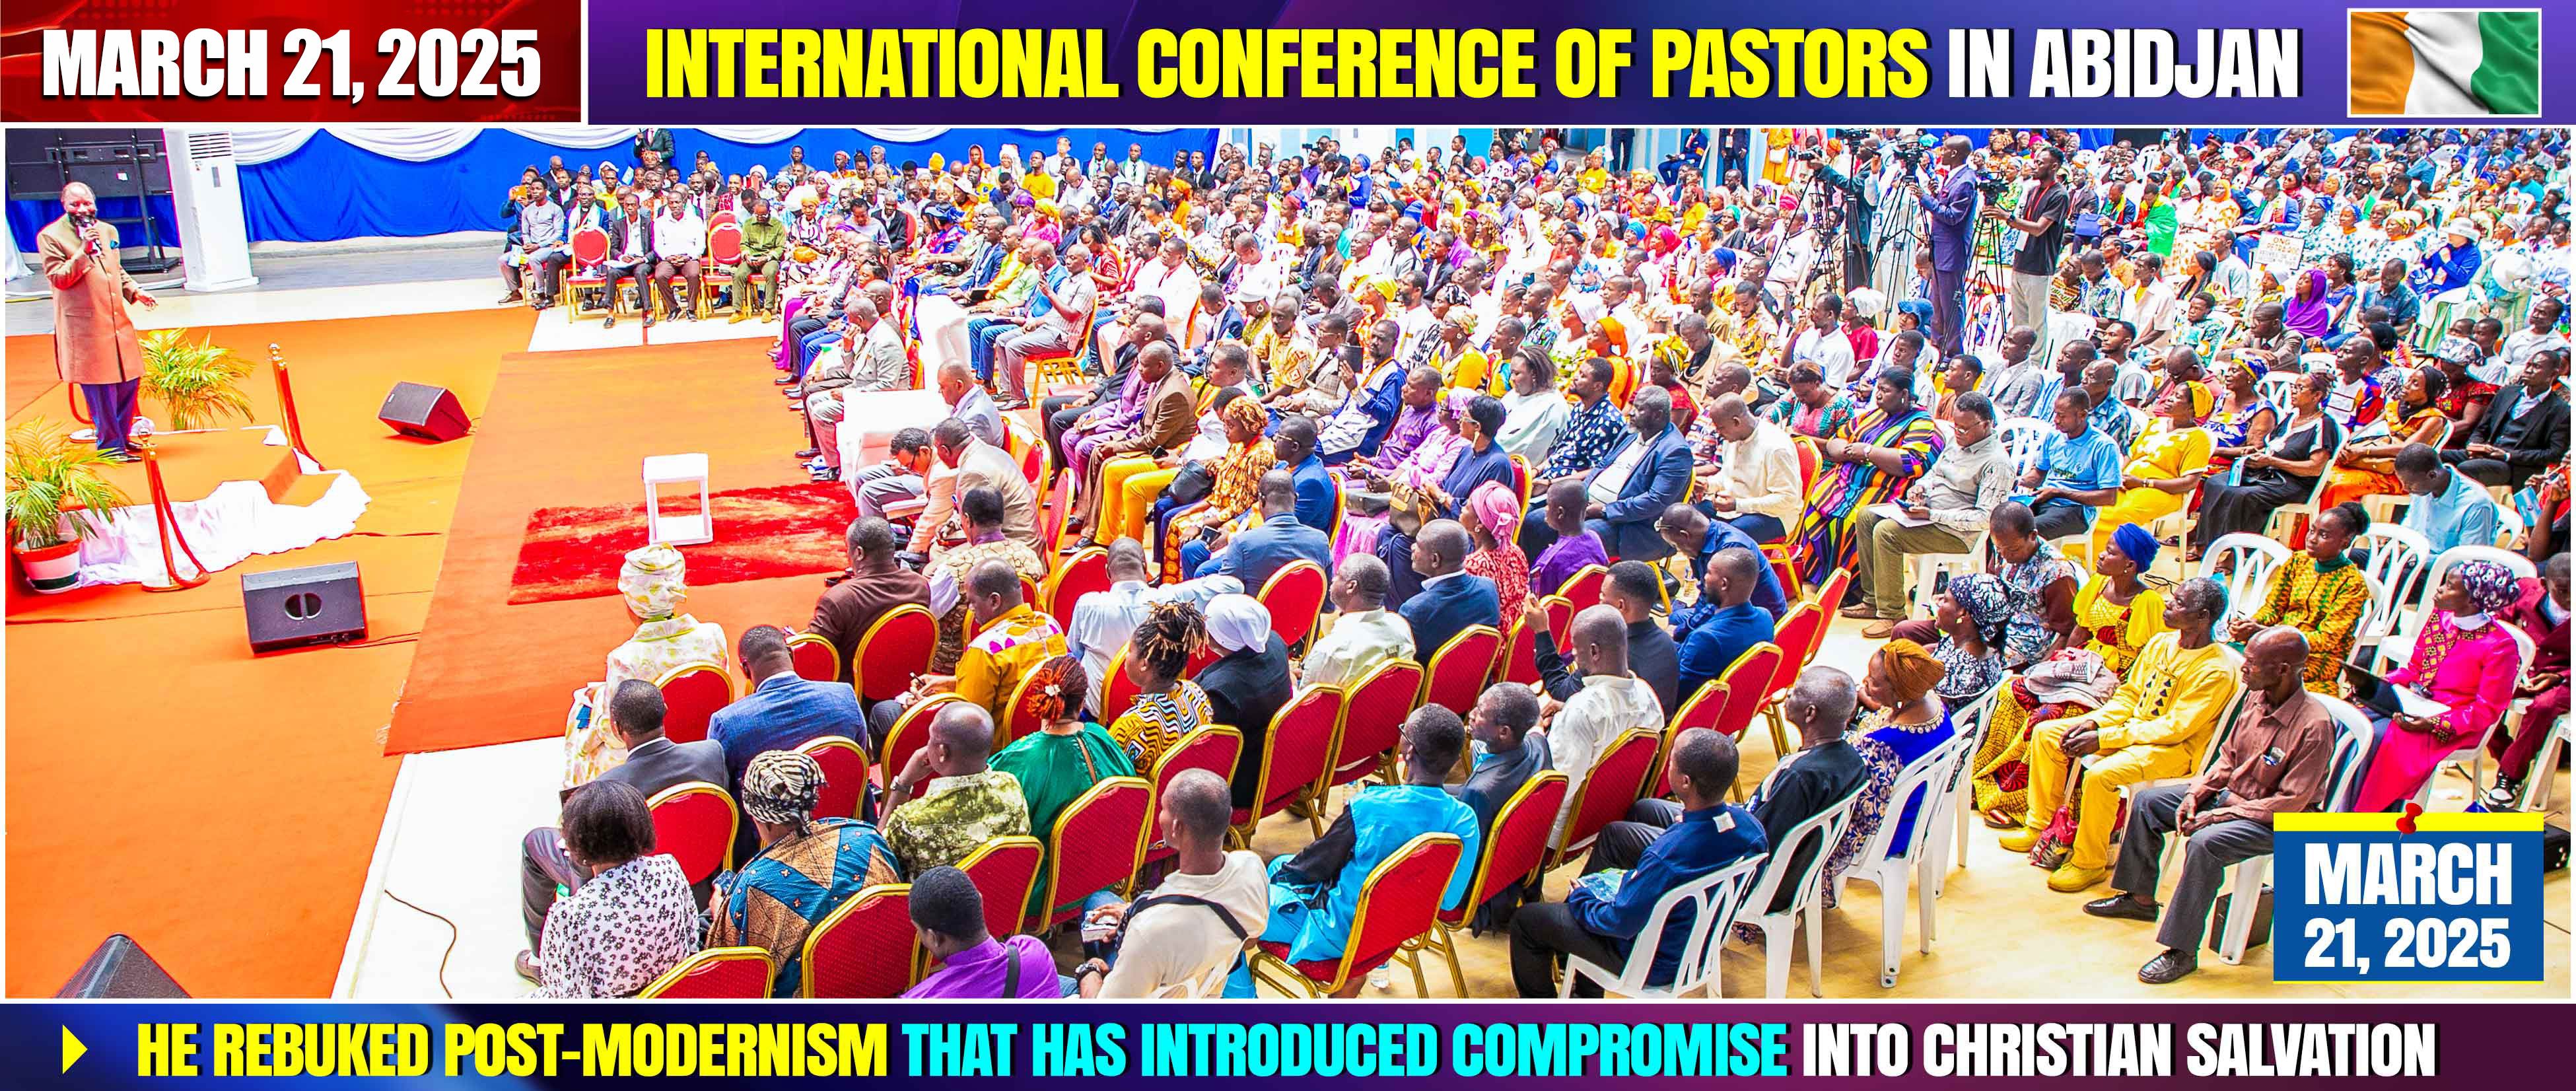 MARCH 21, 2025
INTERNATIONAL CONFERENCE OF PASTORS IN ABIDJAN
MARCH
21, 2025
HE REBUKED POST-MODERNISM THAT HAS INTRODUCED COMPROMISE INTO CHRISTIAN SALVATION